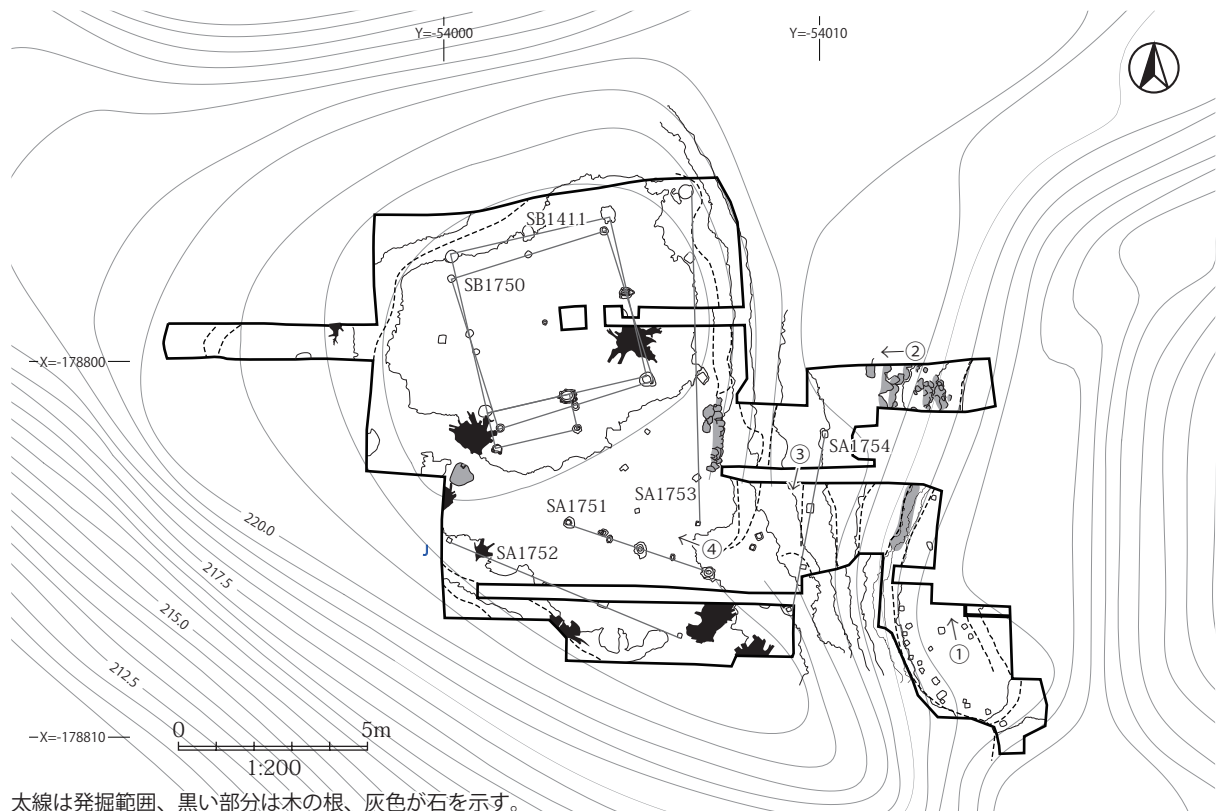 Y=-54000
Y=-54010
SB1411
SB1750
X=-178800
②
SA1754
③
SA1753
SA1751
④
SA1752
J
220.0
217.5
215.0
212.5
①
X=-178810
0 5m
1:200
太線は発掘範囲、黒い部分は木の根、灰色が石を示す。